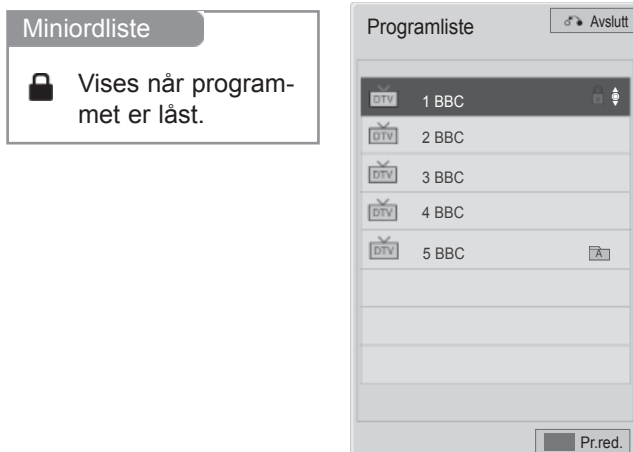 Miniordliste
Vises når program-
met er låst.
Programliste
Avslutt
DTV 1 BBC
DTV 2 BBC
DTV 3 BBC
DTV 4 BBC
DTV 5 BBC A
Pr.red.